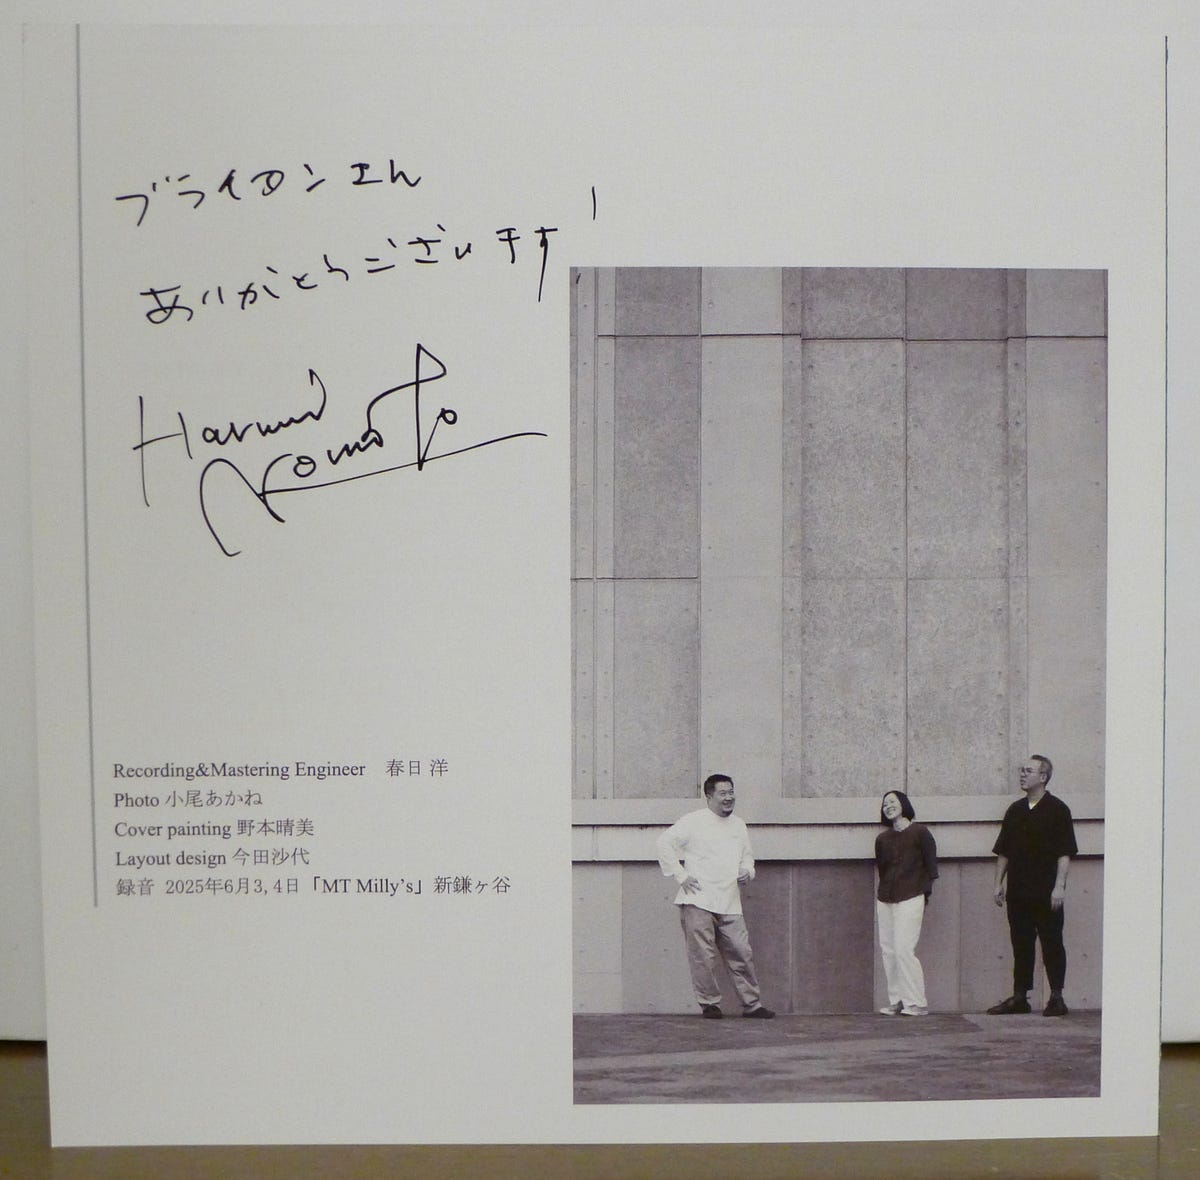 ブライアンさん
ありがとうございます！
Harumi
Nomoto
Recording&Mastering Engineer 春日 洋
Photo 小尾あかね
Cover painting 野本晴美
Layout design 今田沙代
録音 2025年6月3, 4日「MT Milly's」新鎌ヶ谷